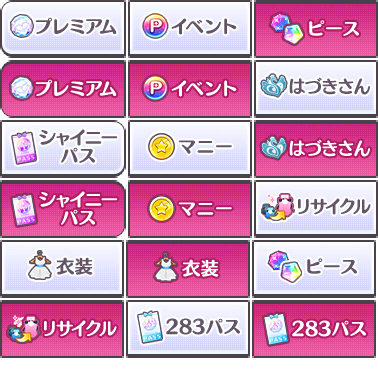 プレミアム
イベント
ピース
プレミアム
イベント
はづきさん
シャイニー
パス
マニー
はづきさん
シャイニー
パス
マニー
リサイクル
衣装
衣装
ピース
リサイクル
283パス
283パス